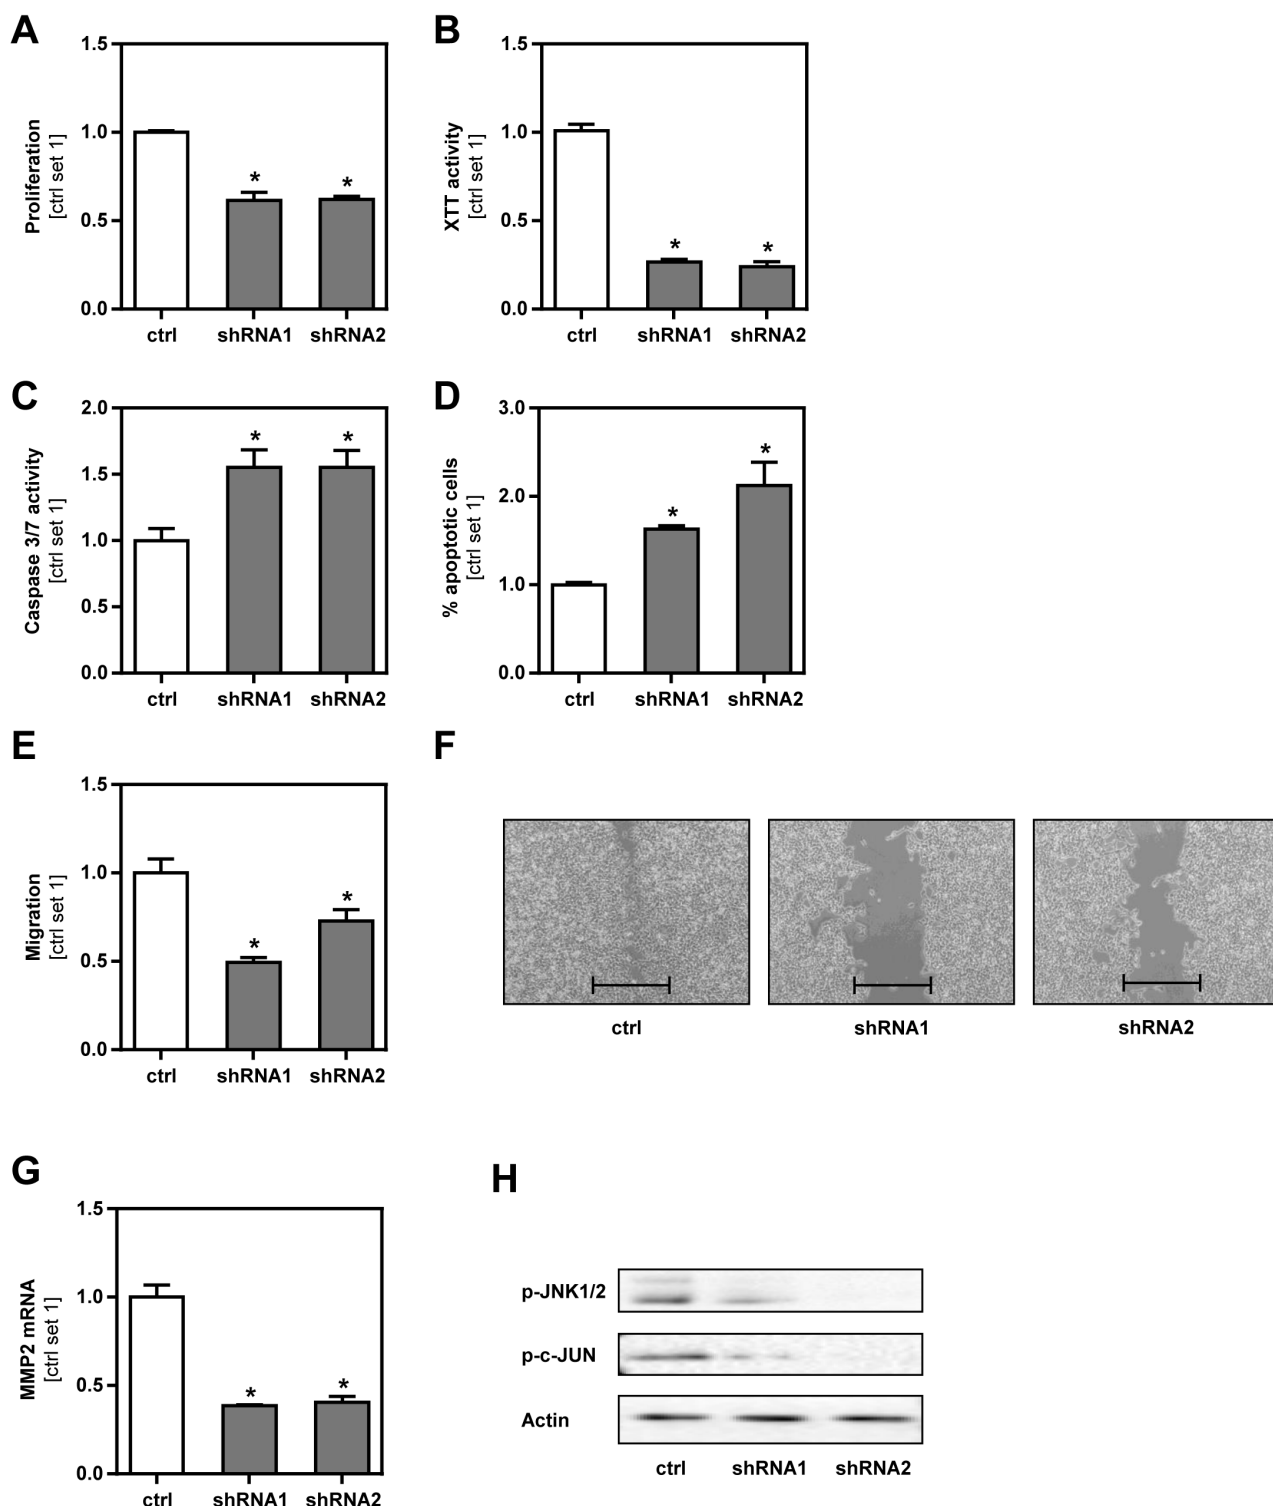 A
1.5
1.0
0.5
0.0
Proliferation
[ctrl set 1]
*
*
ctrl shRNA1 shRNA2
B
1.5
1.0
0.5
0.0
XTT activity
[ctrl set 1]
*
*
ctrl shRNA1 shRNA2
C
2.0
1.5
1.0
0.5
0.0
Caspase 3/7 activity
[ctrl set 1]
*
*
ctrl shRNA1 shRNA2
D
3.0
2.0
1.0
0.0
% apoptotic cells
[ctrl set 1]
*
*
ctrl shRNA1 shRNA2
E
1.5
1.0
0.5
0.0
Migration
[ctrl set 1]
*
*
ctrl shRNA1 shRNA2
F
ctrl shRNA1 shRNA2
G
1.5
1.0
0.5
0.0
MMP2 mRNA
[ctrl set 1]
*
*
ctrl shRNA1 shRNA2
H
p-JNK1/2
p-c-JUN
Actin
ctrl shRNA1 shRNA2